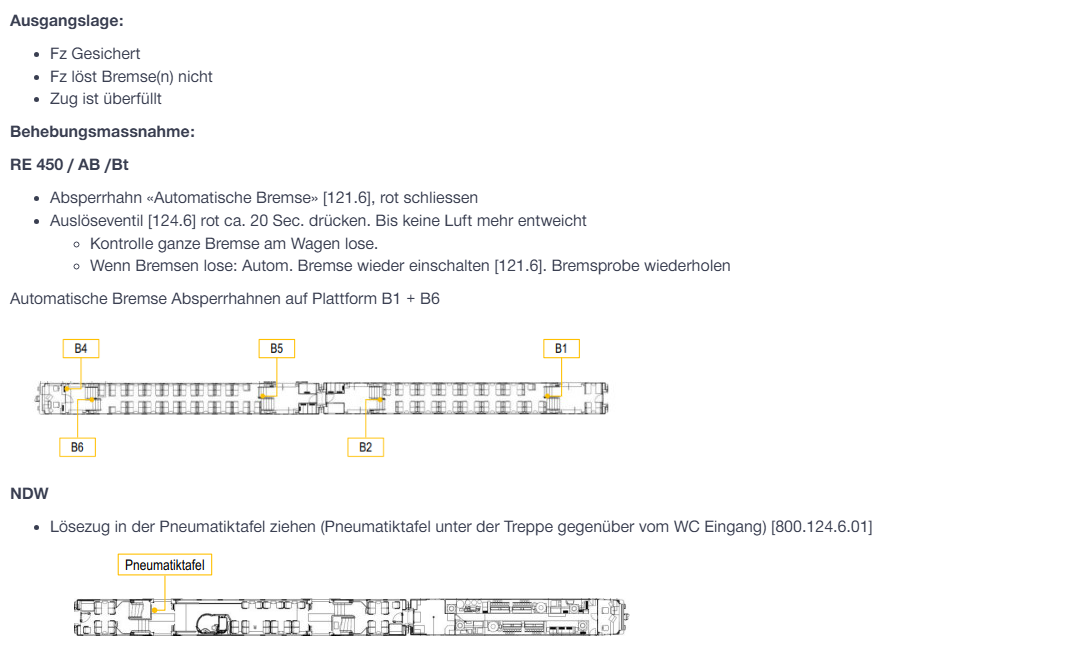 Ausgangslage:
Fz Gesichert
Fz löst Bremse(n) nicht
Zug ist überfüllt
Behebungsmassnahme:
RE 450 / AB /Bt
Absperrhahn «Automatische Bremse» [121.6], rot schliessen
Auslöseventil [124.6] rot ca. 20 Sec. drücken. Bis keine Luft mehr entweicht
Kontrolle ganze Bremse am Wagen lose.
Wenn Bremsen lose: Autom. Bremse wieder einschalten [121.6]. Bremsprobe wiederholen
Automatische Bremse Absperrhahnen auf Plattform B1 + B6
B4 B5 B1
B6 B2
NDW
Lösezug in der Pneumatiktafel ziehen (Pneumatiktafel unter der Treppe gegenüber vom WC Eingang) [800.124.6.01]
Pneumatiktafel